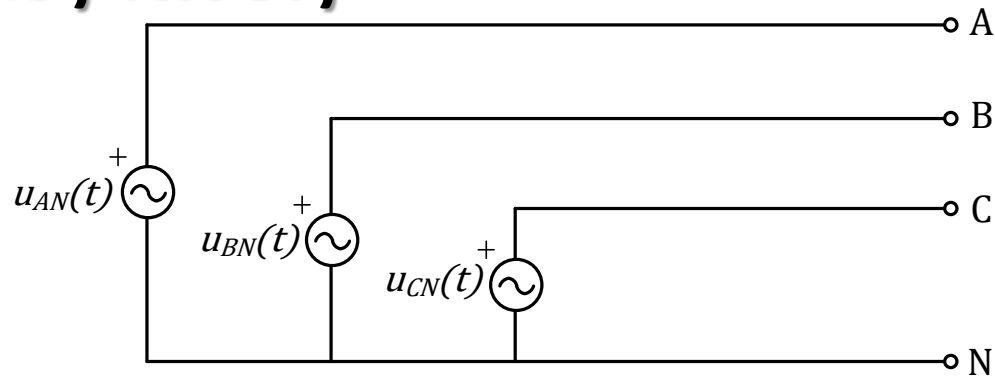 A
B
+
u_AN(t)
+
C
u_BN(t)
+
u_CN(t)
N